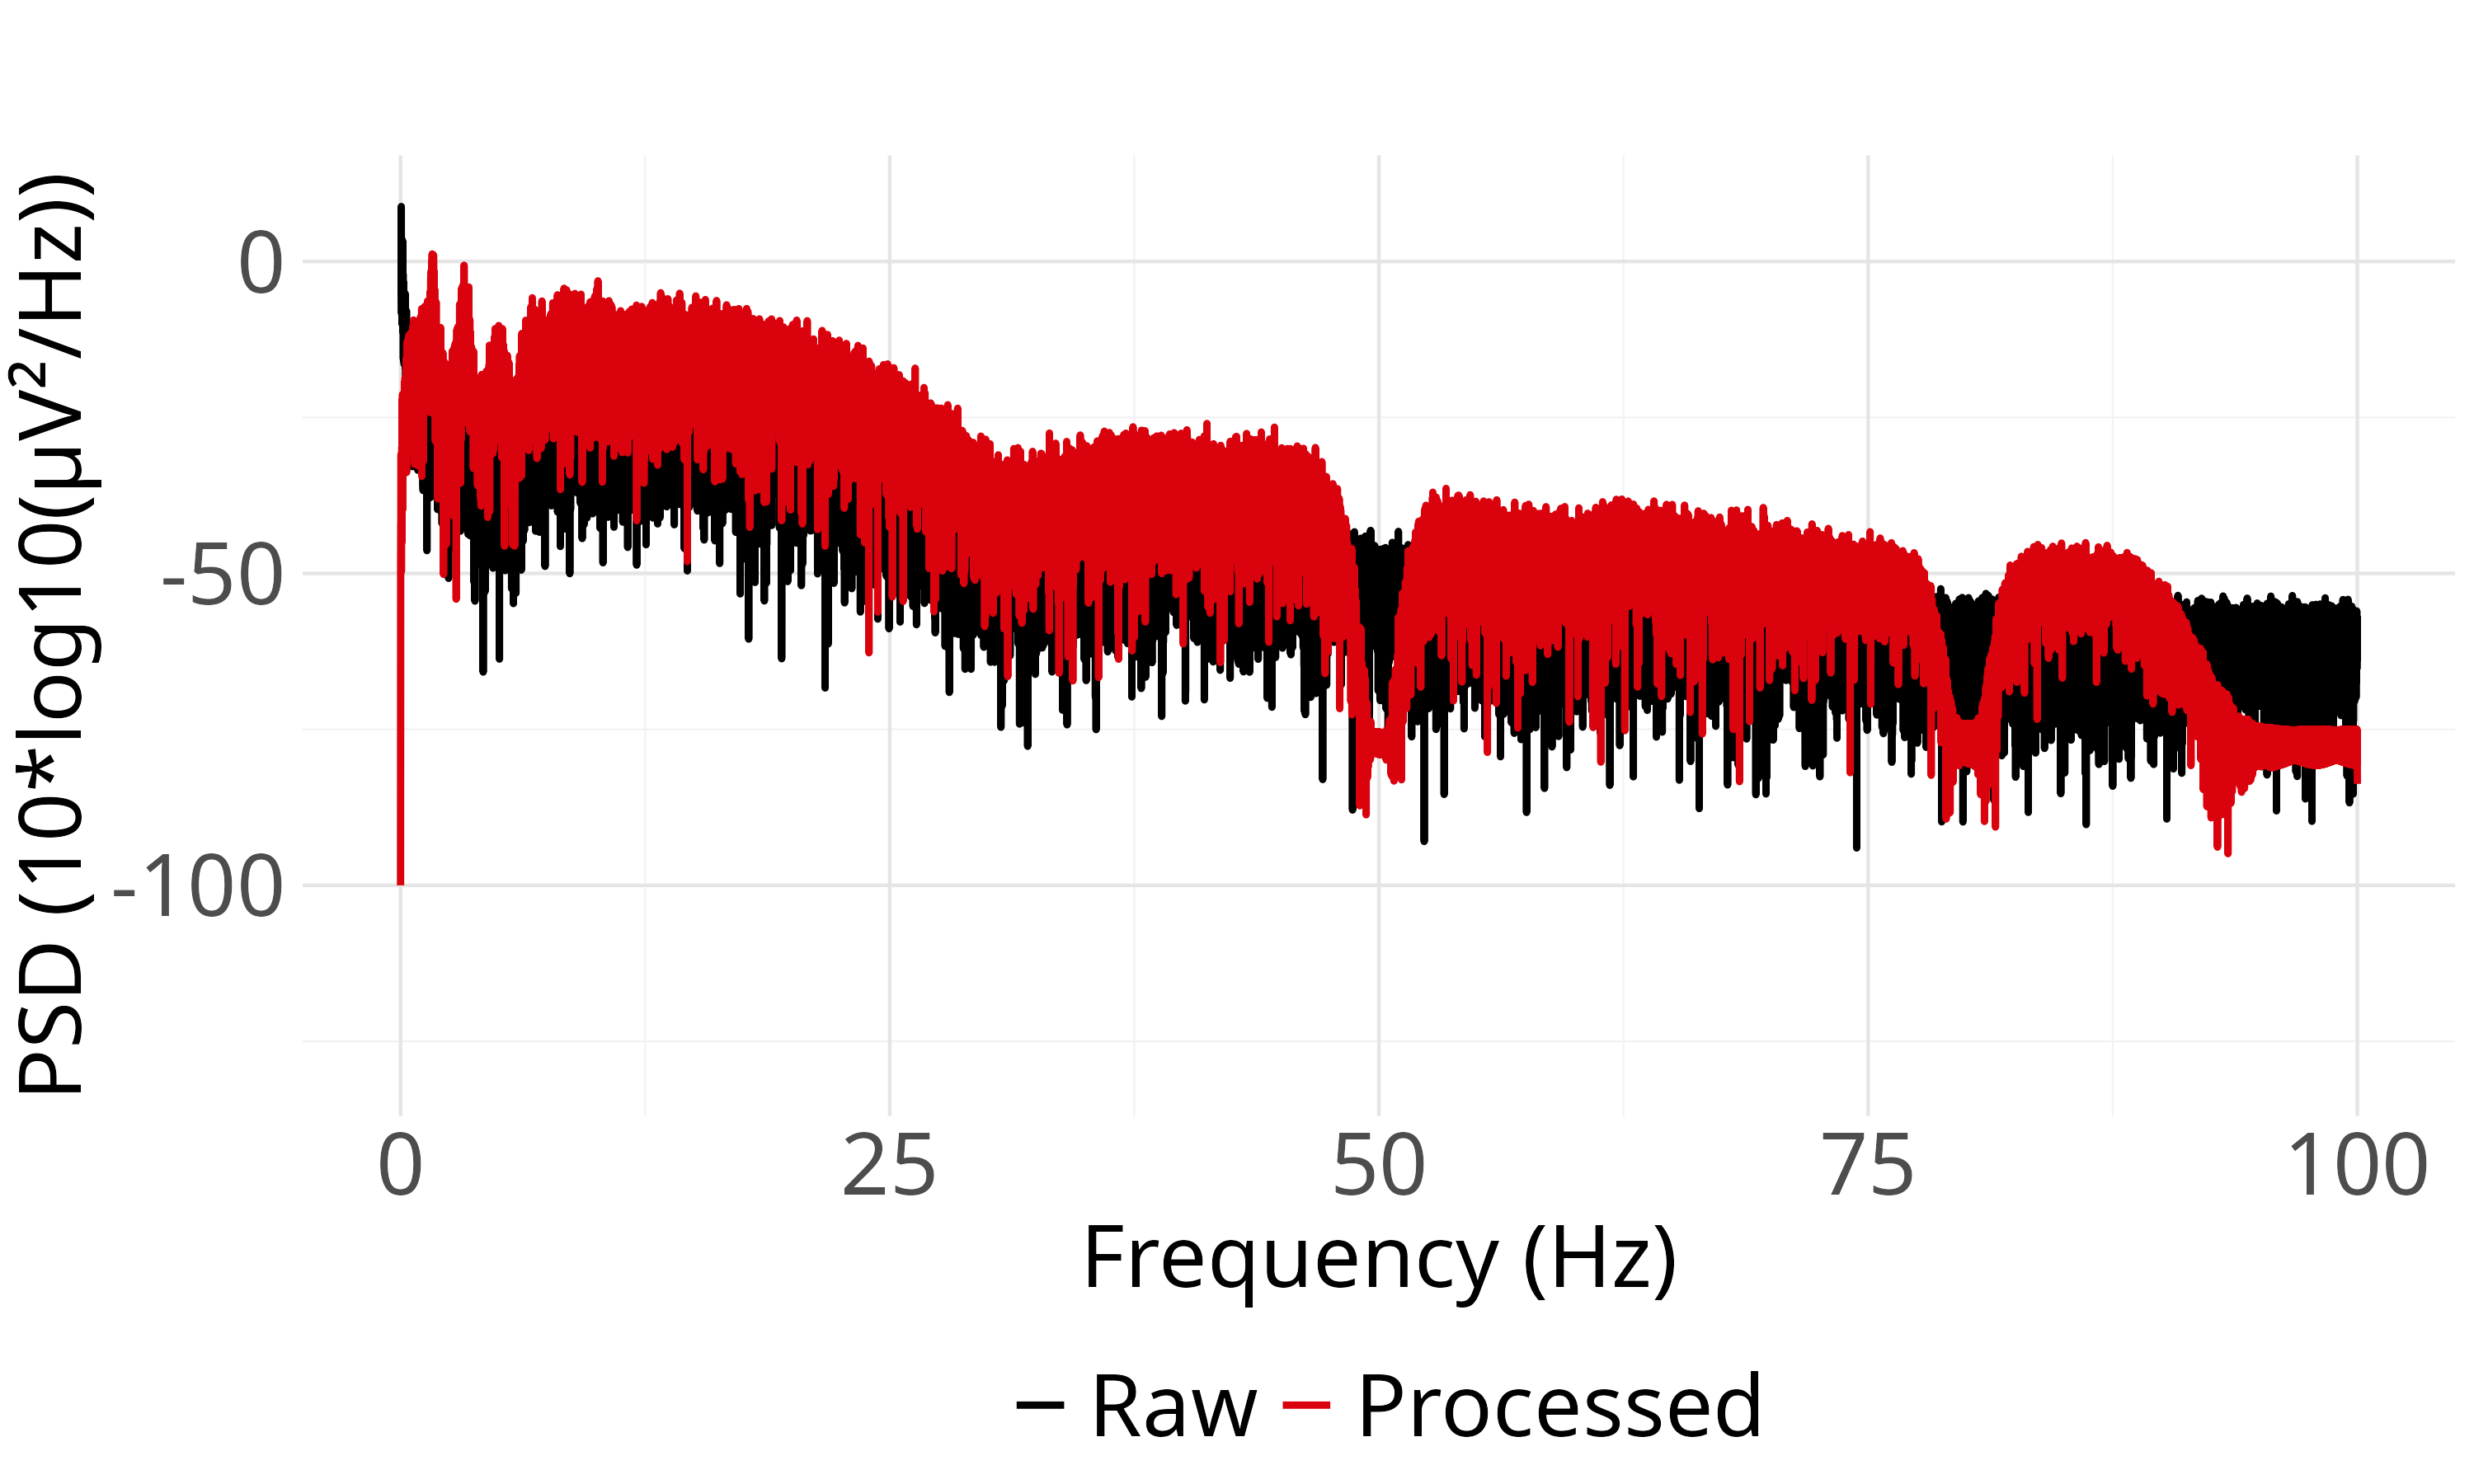 PSD (10*log10(µV²/Hz))
0
-50
-100
0 25 50 75 100
Frequency (Hz)
Raw Processed